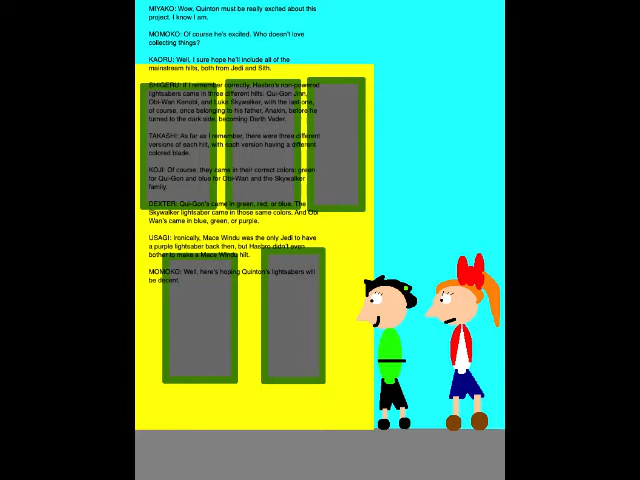 MIYAKO: Wow, Quinton must be really excited about this
project. I know I am.
MOMOKO: Of course he's excited. Who doesn't love
collecting things?
KAORU: Well, I sure hope he'll include all of the
mainstream hilts, both from Jedi and Sith.
SHIGERU: If I remember correctly, Hasbro's non-powered
lightsabers came in three different hilts: Qui-Gon Jinn,
Obi-Wan Kenobi, and Luke Skywalker, with the last one,
of course, once belonging to his father, Anakin, before he
turned to the dark side, becoming Darth Vader.
TAKASHI: As far as I remember, there were three different
versions of each hilt, with each version having a different
colored blade.
KOJI: Of course, they came in their correct colors: green
for Qui-Gon and blue for Obi-Wan and the Skywalker
family.
DEXTER: Qui-Gon's came in green, red, or blue. The
Skywalker lightsaber came in those same colors. And Obi
Wan's came in blue, green, or purple.
USAGI: Ironically, Mace Windu was the only Jedi to have
a purple lightsaber back then, but Hasbro didn't even
bother to make a Mace Windu hilt.
MOMOKO: Well, here's hoping Quinton's lightsabers will
be decent.